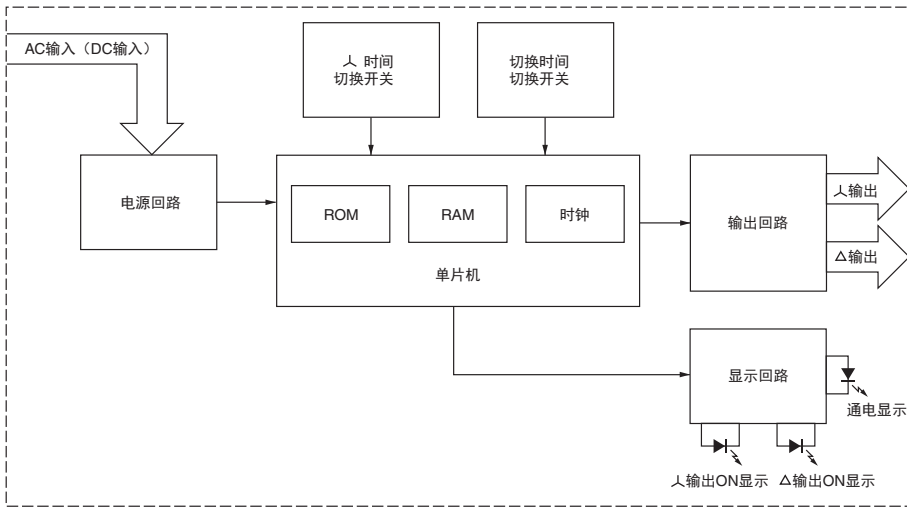 AC输入（DC输入）
人 时间
切换开关
切换时间
切换开关
电源回路
ROM
RAM
时钟
单片机
输出回路
人输出
△输出
显示回路
通电显示
人输出ON显示
△输出ON显示